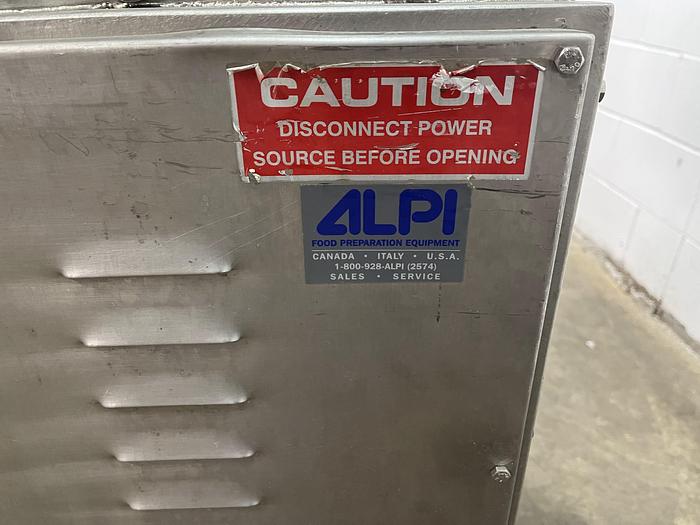 CAUTION
DISCONNECT POWER
SOURCE BEFORE OPENING
ALPI
FOOD PREPARATION EQUIPMENT
CANADA • ITALY • U.S.A.
1-800-928-ALPI (2574)
SALES • SERVICE